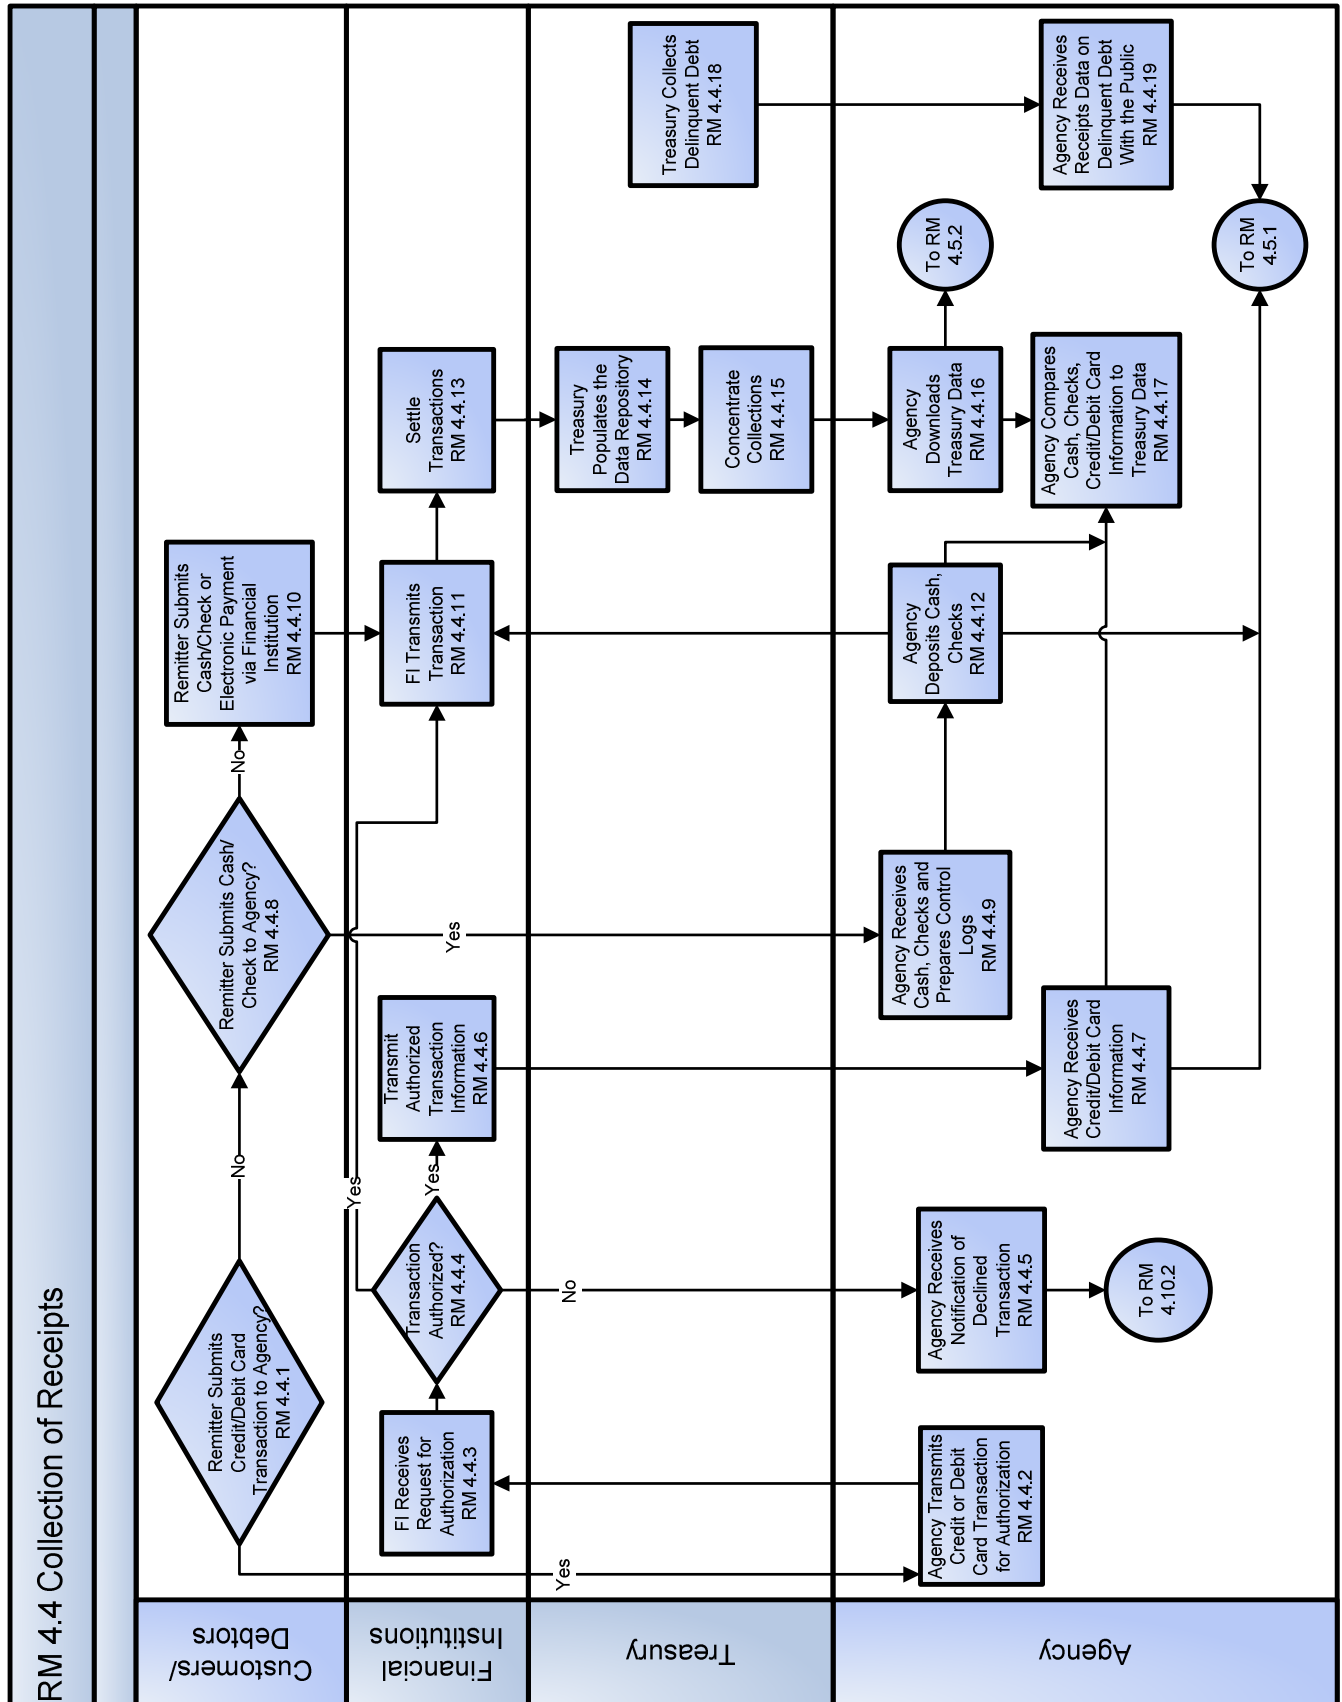 RM 4.4 Collection of Receipts
Customers/
Debtors
Remitter Submits
Credit/Debit Card
Transaction to Agency?
RM 4.4.1
No
Yes
Remitter Submits Cash/
Check to Agency?
RM 4.4.8
No
Yes
Remitter Submits
Cash/Check or
Electronic Payment
via Financial
Institution
RM 4.4.10
Financial
Institutions
FI Receives
Request for
Authorization
RM 4.4.3
Transaction
Authorized?
RM 4.4.4
Yes
Yes
No
Transmit
Authorized
Transaction
Information
RM 4.4.6
FI Transmits
Transaction
RM 4.4.11
Settle
Transactions
RM 4.4.13
Treasury
Treasury
Populates the
Data Repository
RM 4.4.14
Concentrate
Collections
RM 4.4.15
Treasury Collects
Delinquent Debt
RM 4.4.18
Agency
Agency Transmits
Credit or Debit
Card Transaction
for Authorization
RM 4.4.2
Agency Receives
Notification of
Declined
Transaction
RM 4.4.5
To RM
4.10.2
Agency Receives
Credit/Debit Card
Information
RM 4.4.7
Agency Receives
Cash, Checks and
Prepares Control
Logs
RM 4.4.9
Agency
Deposits Cash,
Checks
RM 4.4.12
Agency
Downloads
Treasury Data
RM 4.4.16
Agency Compares
Cash, Checks,
Credit/Debit Card
Information to
Treasury Data
RM 4.4.17
To RM
4.5.2
To RM
4.5.1
Agency Receives
Receipts Data on
Delinquent Debt
With the Public
RM 4.4.19